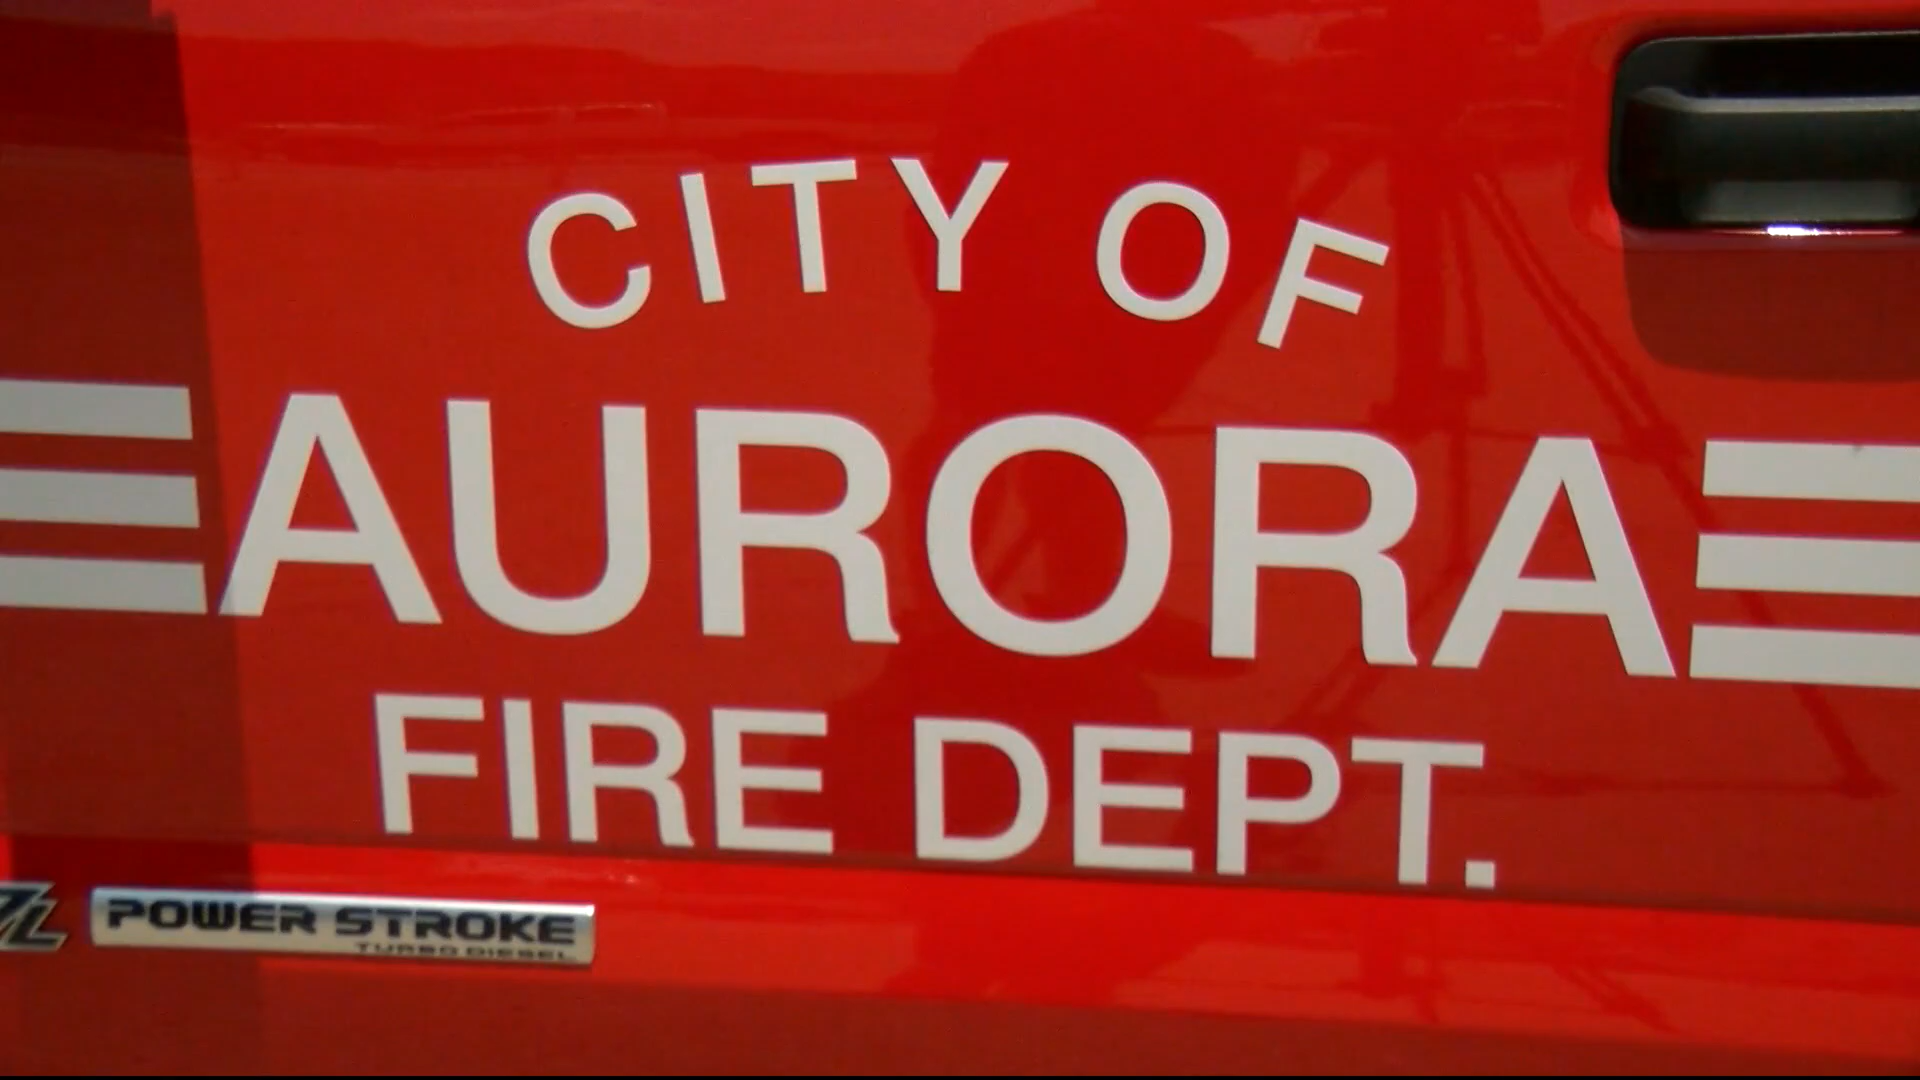 CITY OF
AURORA
FIRE DEPT.
POWER STROKE
TURBO DIESEL